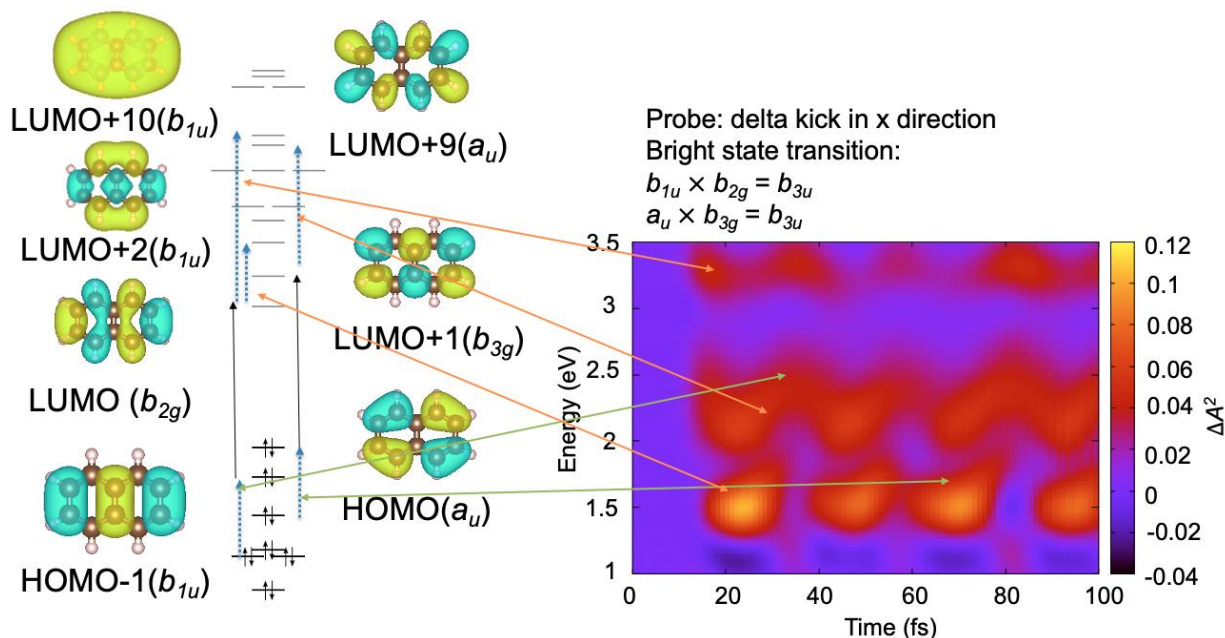 LUMO+10(b1u)
LUMO+9(au)
LUMO+2(b1u)
LUMO+1(b3g)
LUMO (b2g)
HOMO(au)
HOMO-1(b1u)
Probe: delta kick in x direction
Bright state transition:
b1u × b2g = b3u
au × b3g = b3u
3.5
3
2.5
2
1.5
1
Energy (eV)
0
20
40
60
80
100
Time (fs)
0.12
0.1
0.08
0.06
0.04
0.02
0
-0.02
-0.04
ΔA²